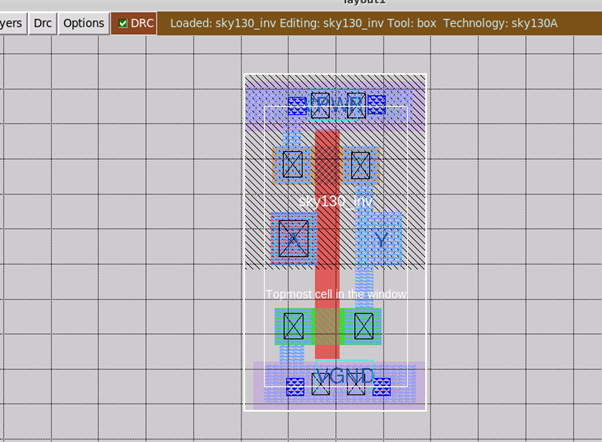 layout1
yers Drc Options DRC Loaded: sky130_inv Editing: sky130_inv Tool: box Technology: sky130A
VPWR
sky130_inv
A Y
Topmost cell in the window
VGND